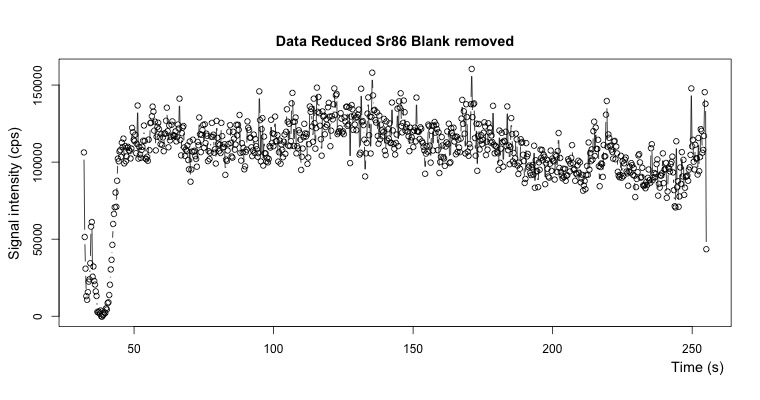 Data Reduced Sr86 Blank removed
Signal intensity (cps)
150000
100000
50000
0
50 100 150 200 250
Time (s)